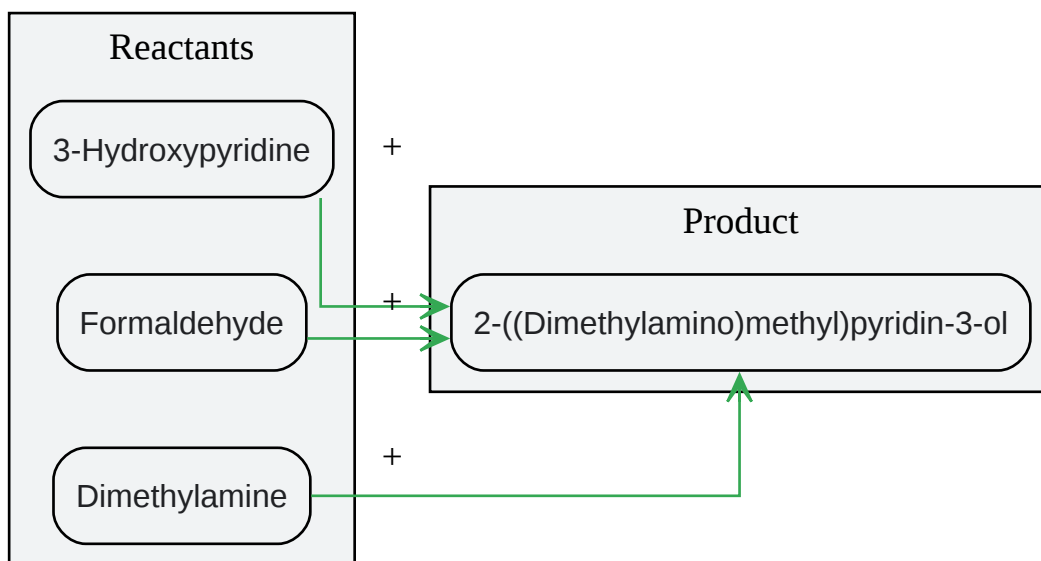 Reactants
3-Hydroxypyridine
+
Product
Formaldehyde
+
2-((Dimethylamino)methyl)pyridin-3-ol
Dimethylamine
+